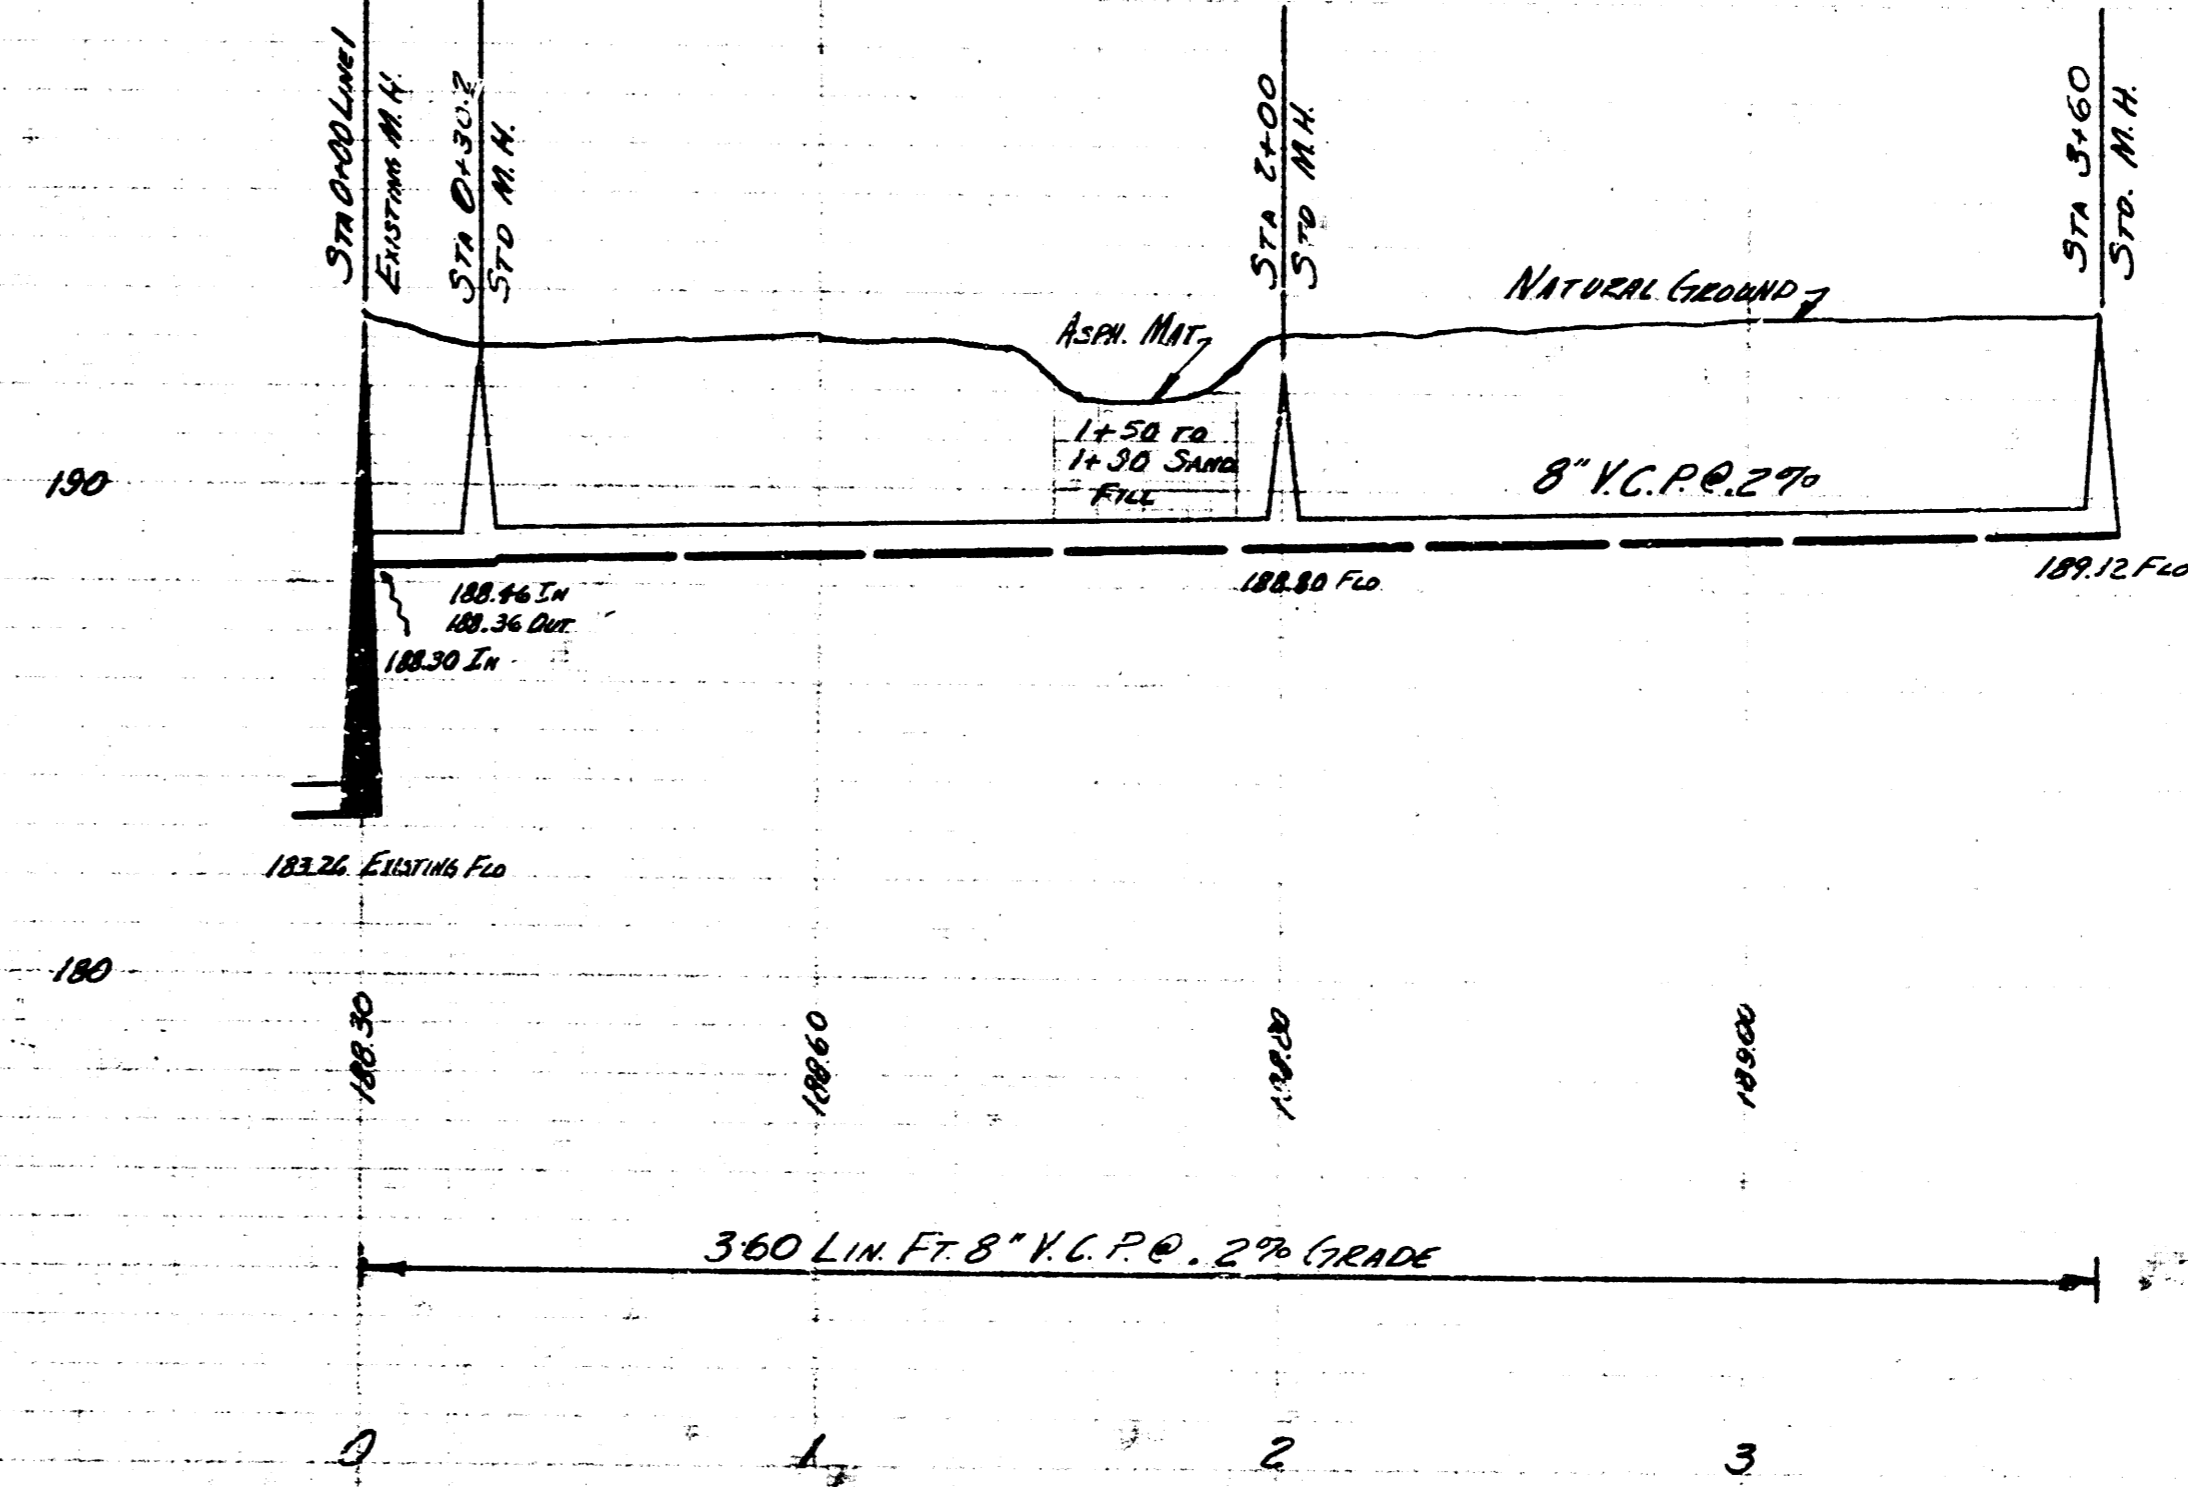 STA 0+00 LINE 1
EXISTING M.H.
STA 0+30.2
STD M.H.
STA 2+00
STD M.H.
STA 3+60
STD. M.H.
NATURAL GROUND
ASPH. MAT.
1+50 TO
1+90 SAND
FILL
190
8" V.C.P. @ .2%
188.46 IN
188.36 OUT
188.30 IN
188.80 FLO
189.12 FLO
183.26 EXISTING FLO
180
188.30
188.60
188.80
189.00
3.60 LIN. FT. 8" V.C.P. @ .2% GRADE
0
1
2
3